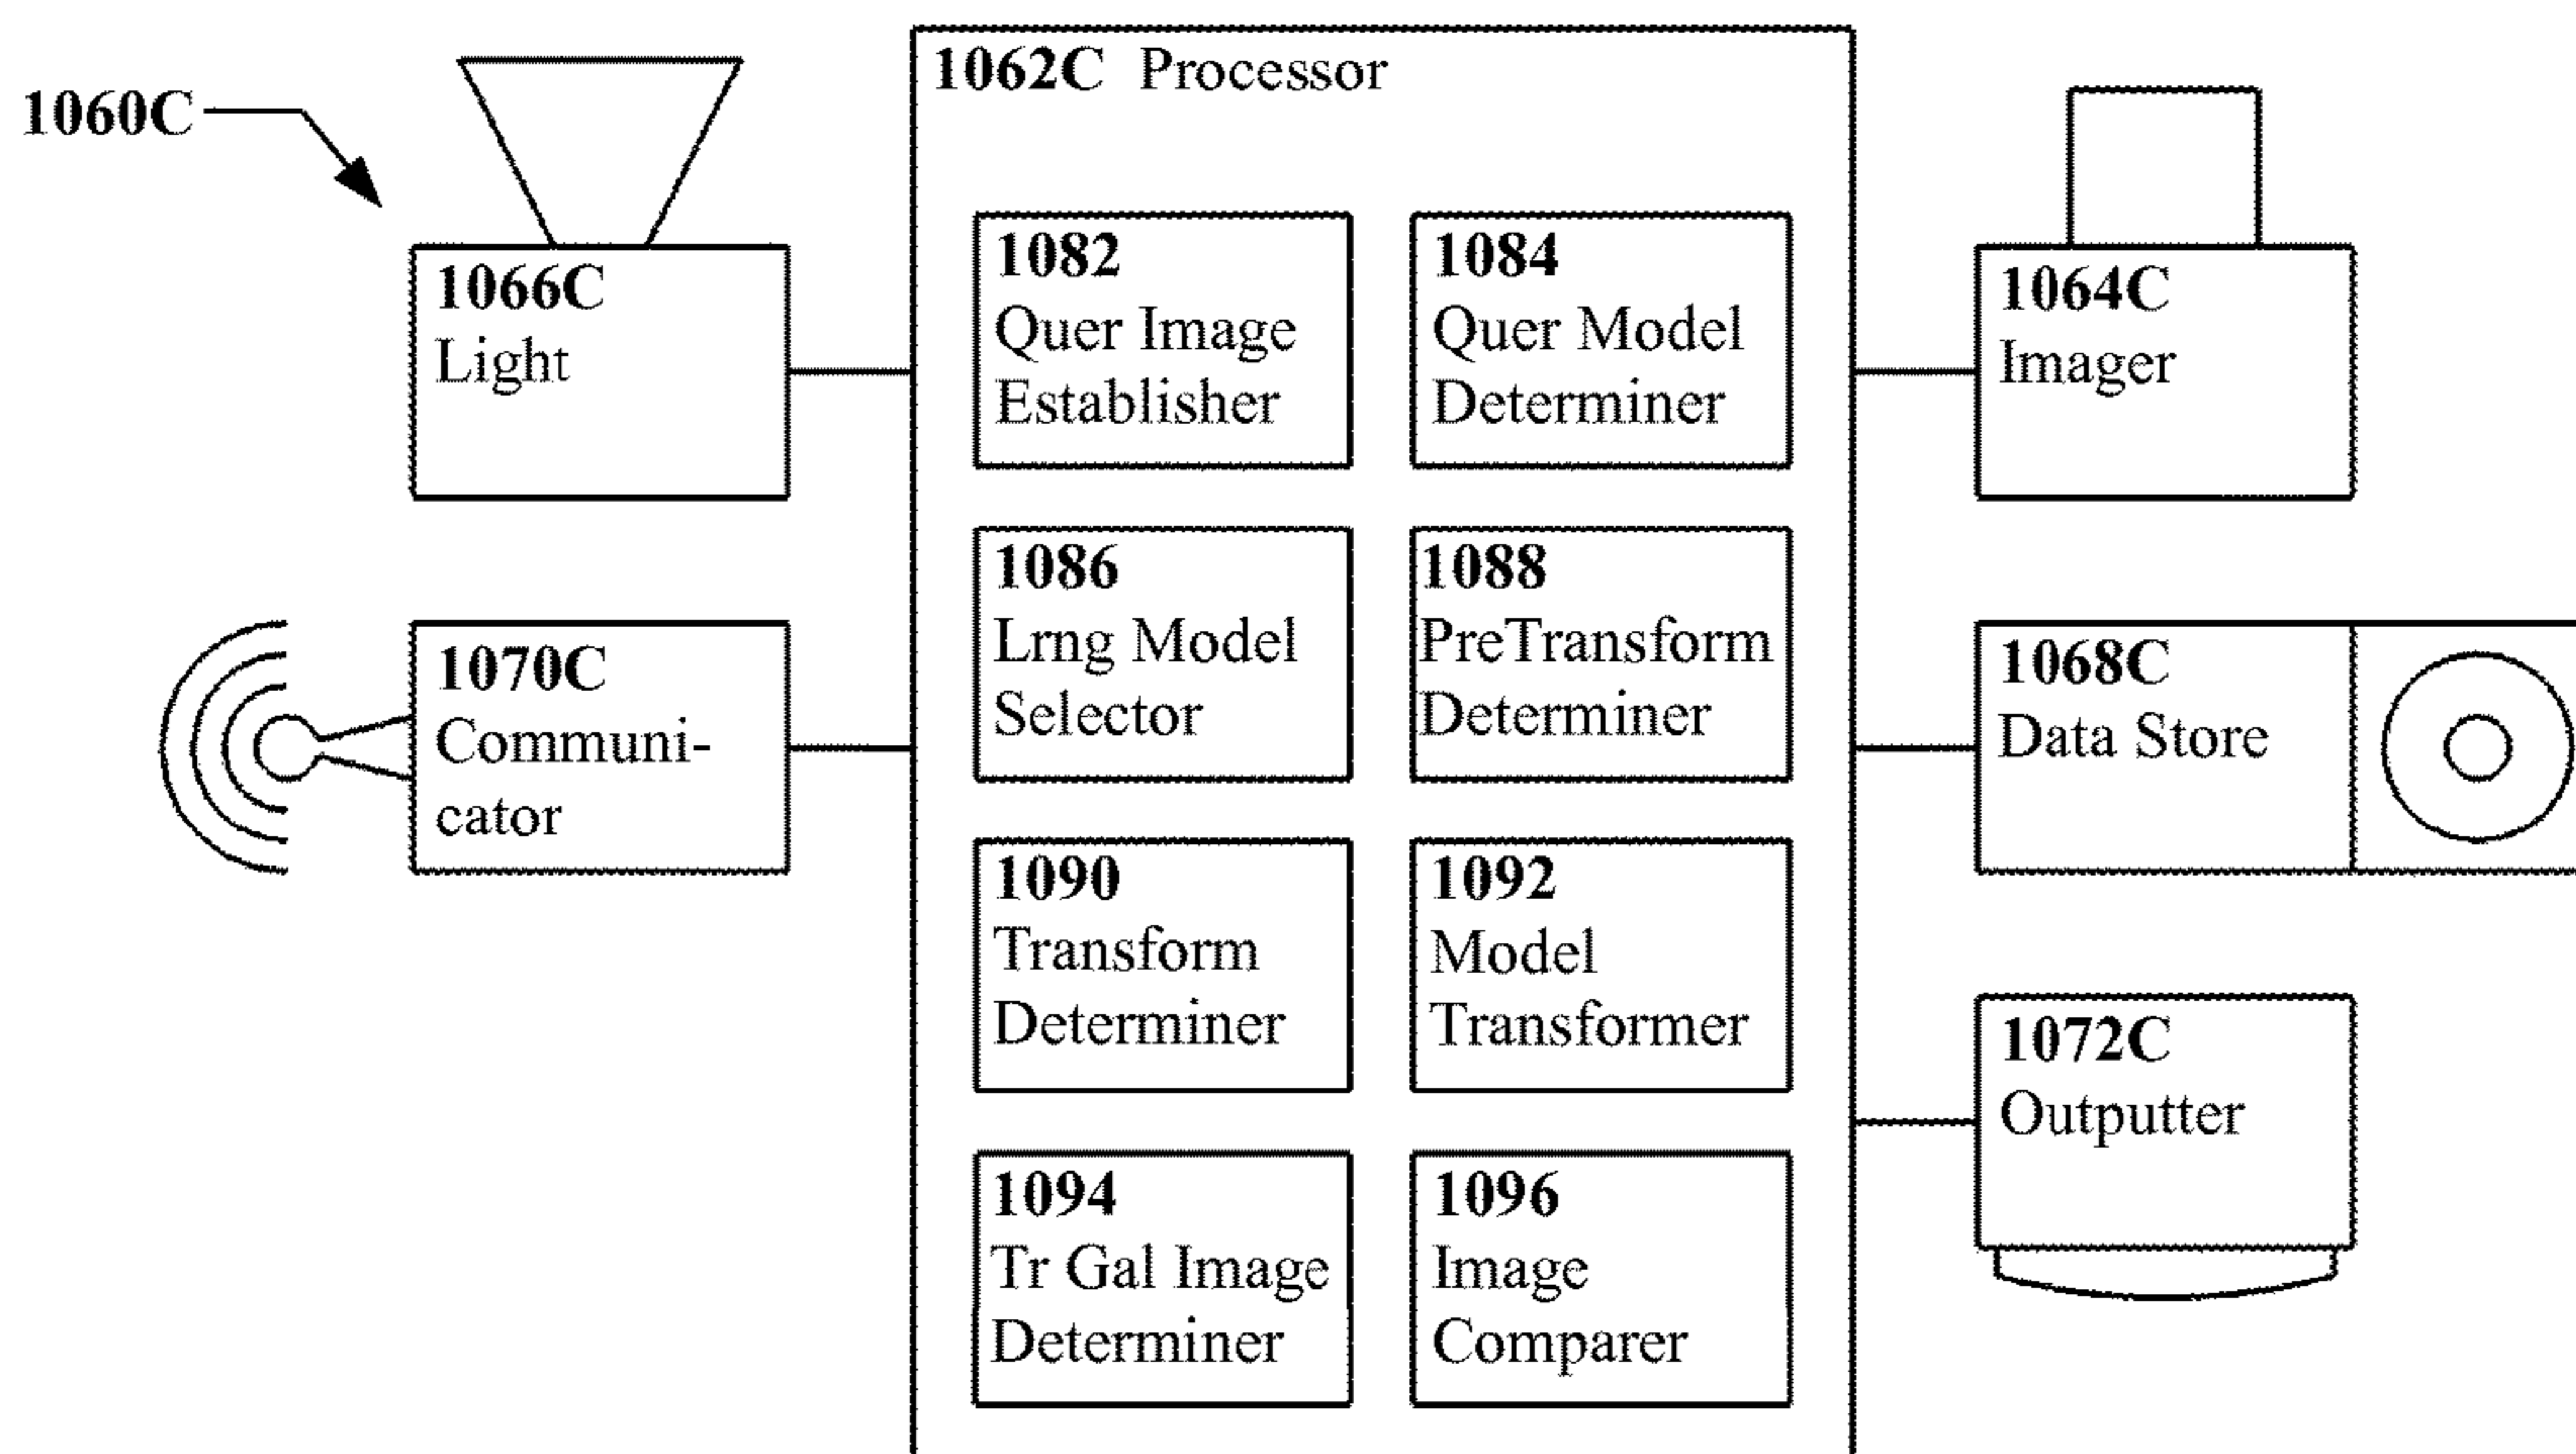 1060C
1066C
Light
1070C
Communi-
cator
1062C Processor
1082
Quer Image
Establisher
1084
Quer Model
Determiner
1086
Lrng Model
Selector
1088
PreTransform
Determiner
1090
Transform
Determiner
1092
Model
Transformer
1094
Tr Gal Image
Determiner
1096
Image
Comparer
1064C
Imager
1068C
Data Store
1072C
Outputter